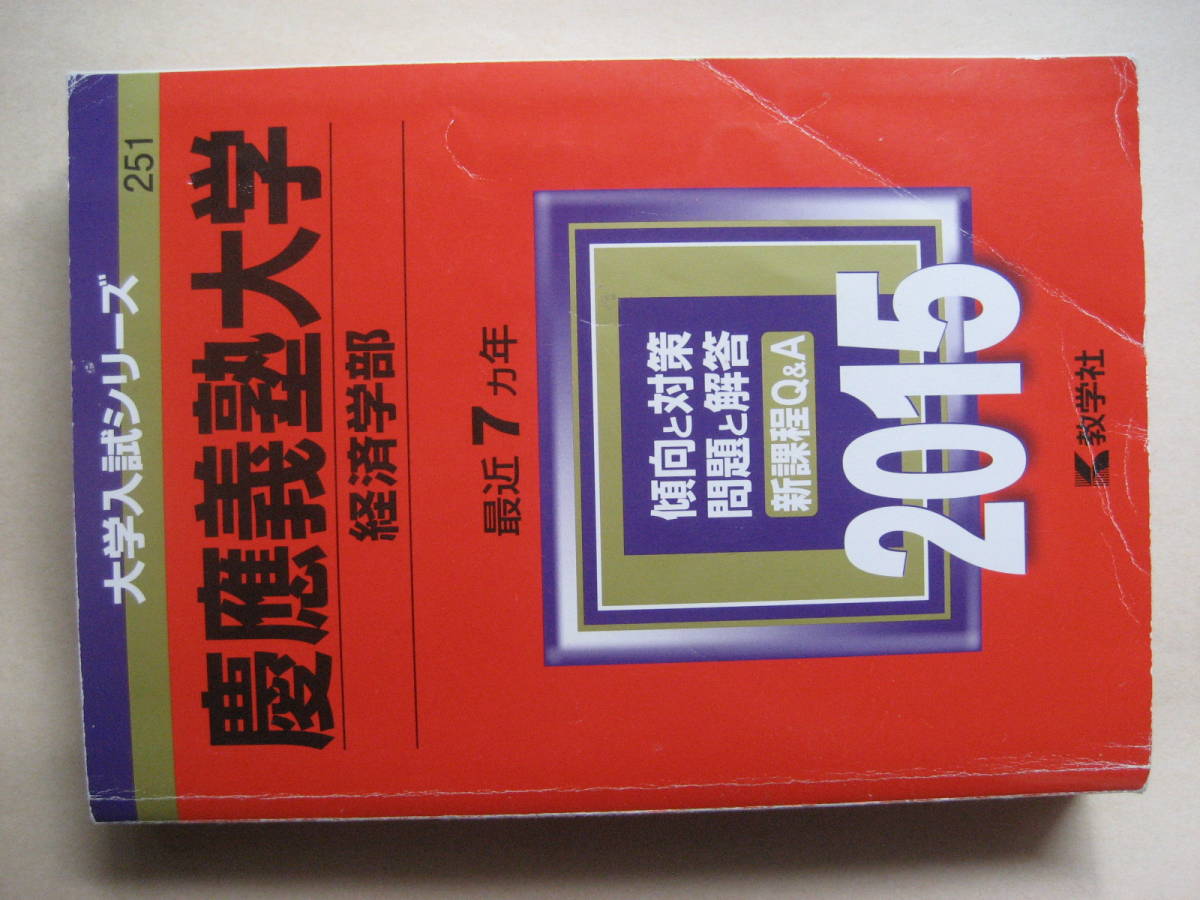 大学入試シリーズ
251
慶應義塾大学
経済学部
最近7カ年
傾向と対策
問題と解答
新課程Q&A
2015
教学社